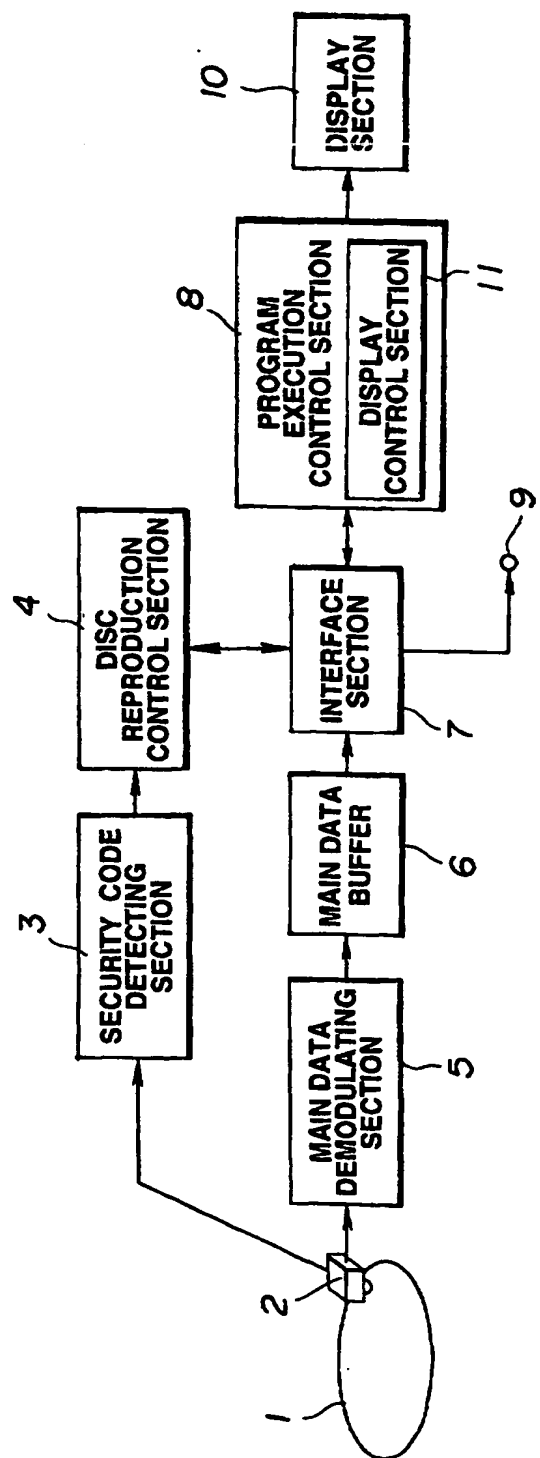 1
2
3
SECURITY CODE
DETECTING
SECTION
4
DISC
REPRODUCTION
CONTROL SECTION
5
MAIN DATA
DEMODULATING
SECTION
6
MAIN DATA
BUFFER
7
INTERFACE
SECTION
8
PROGRAM
EXECUTION
CONTROL SECTION
DISPLAY
CONTROL SECTION
11
9
10
DISPLAY
SECTION